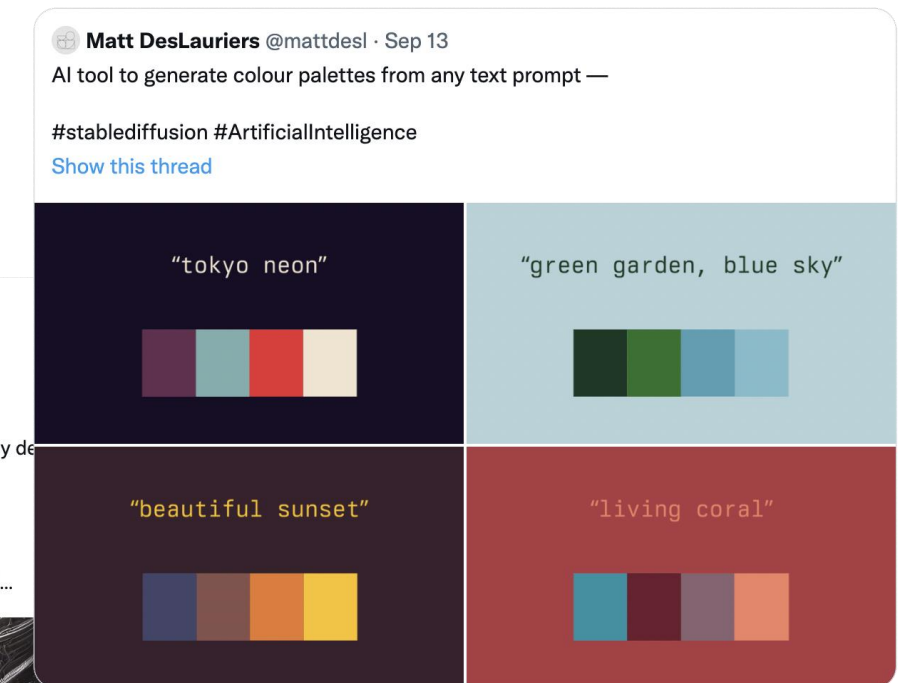 Matt DesLauriers @mattdesl · Sep 13
AI tool to generate colour palettes from any text prompt —
#stablediffusion #ArtificialIntelligence
Show this thread
“tokyo neon”
“green garden, blue sky”
y de
“beautiful sunset”
“living coral”
...